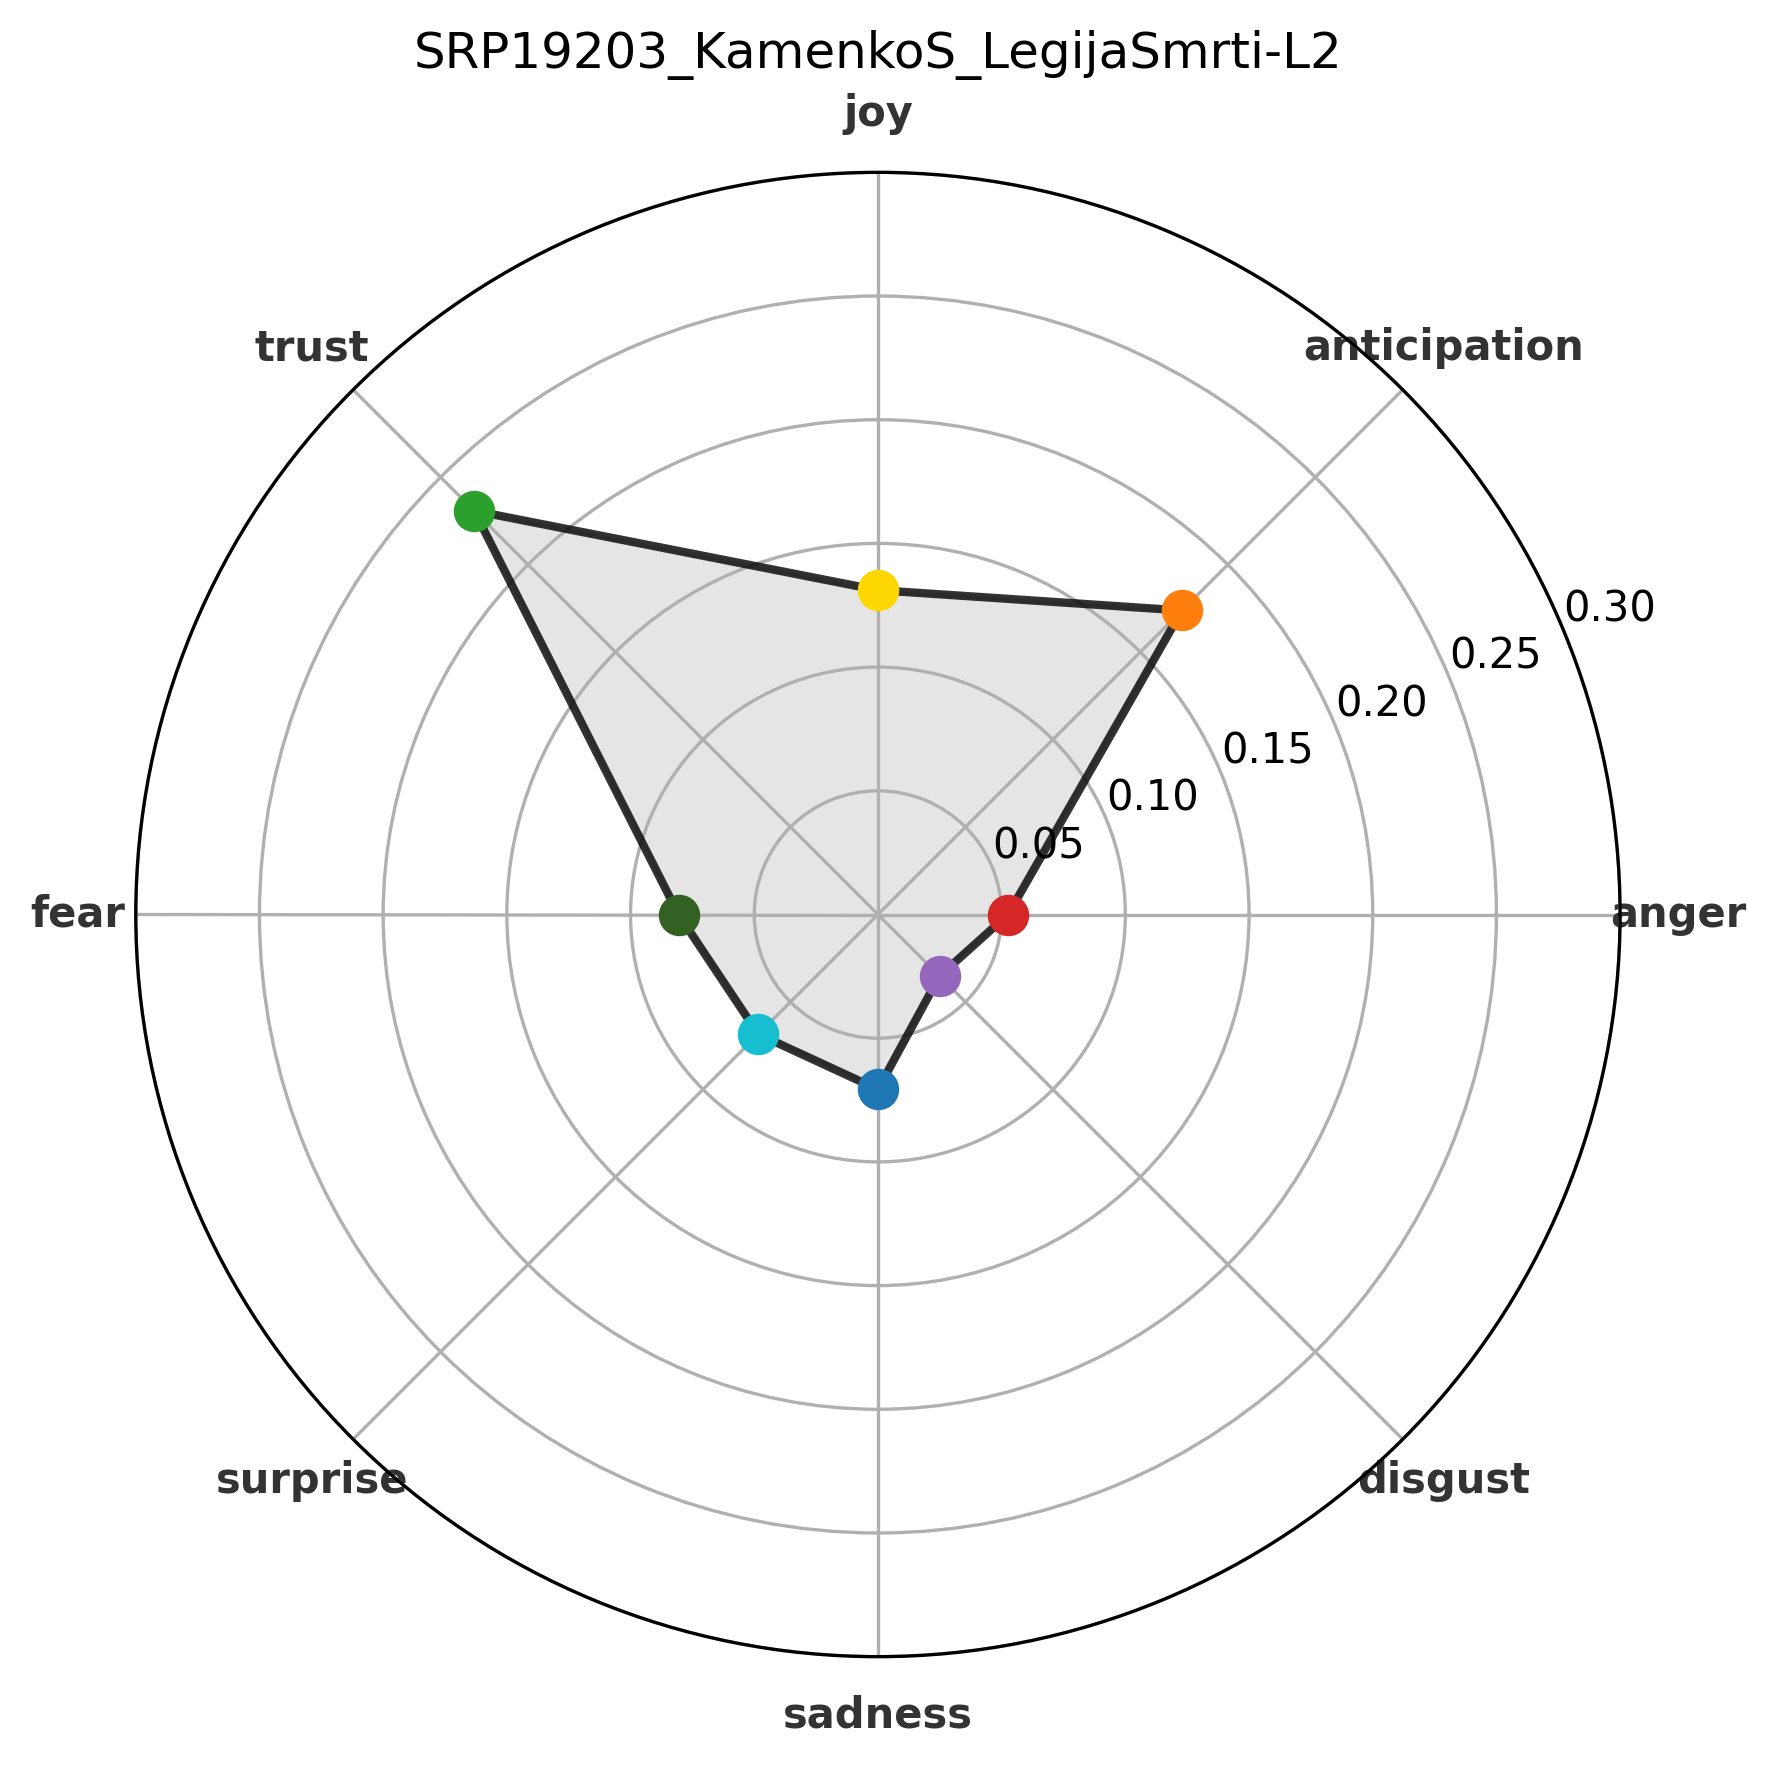 SRP19203_KamenkoS_LegijaSmrti-L2
joy
trust
anticipation
0.30
0.25
0.20
0.15
0.10
0.05
fear
anger
surprise
disgust
sadness